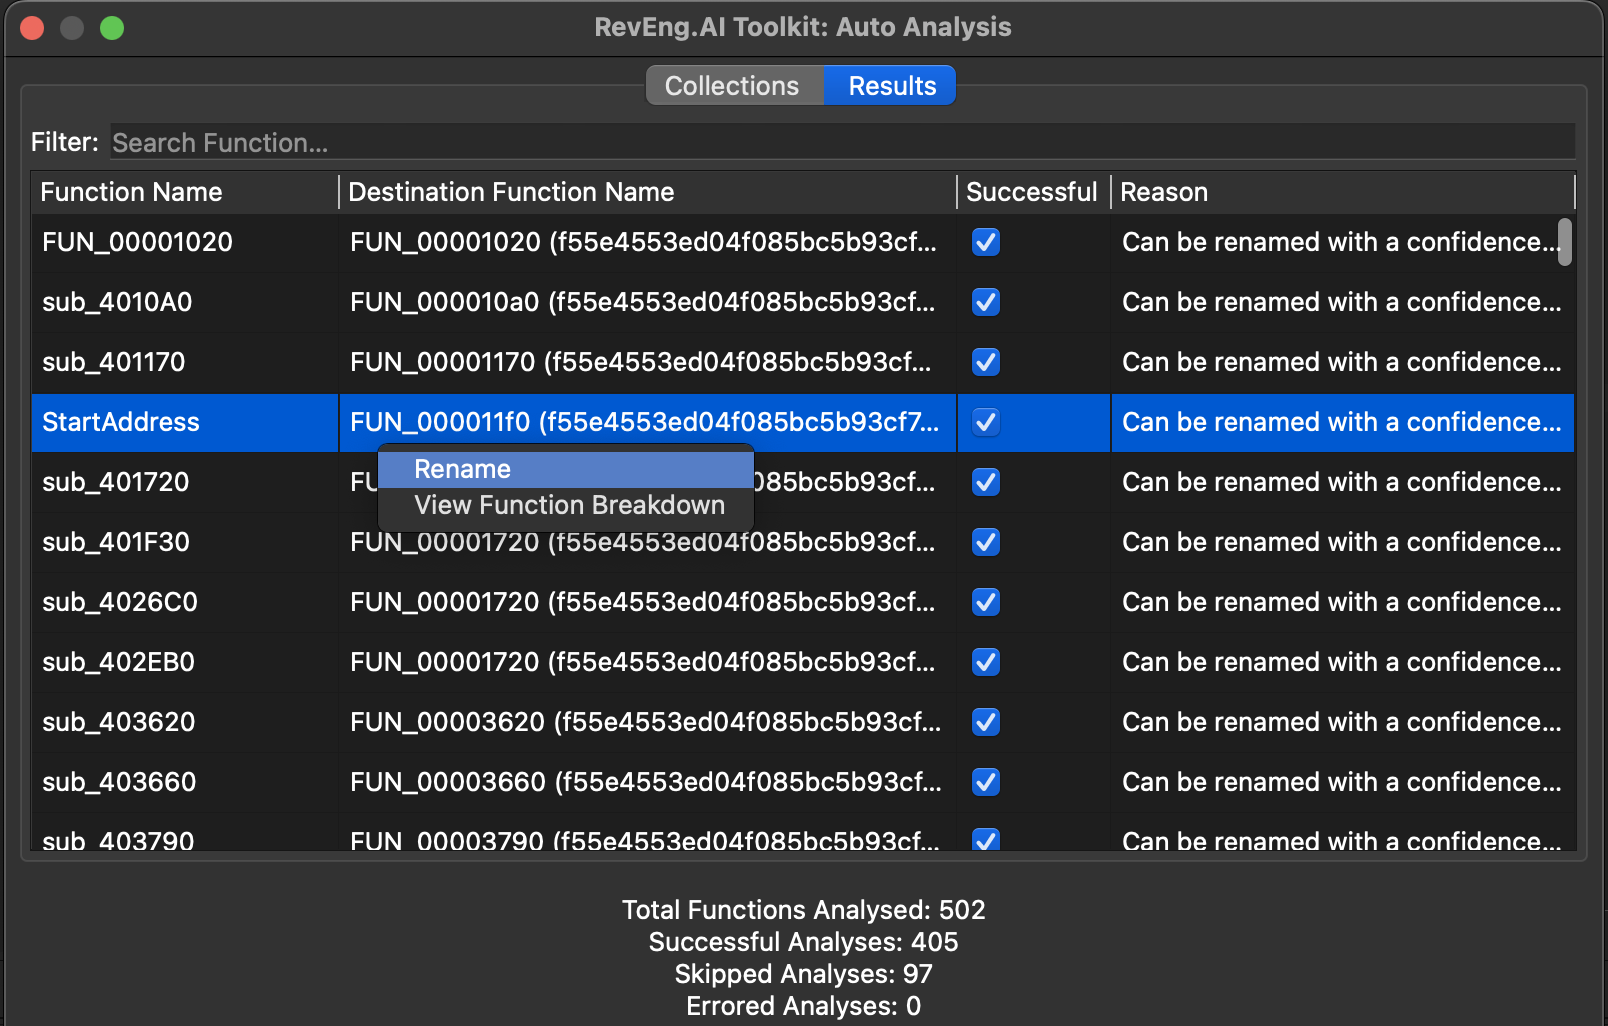 RevEng.AI Toolkit: Auto Analysis
Collections Results
Filter: Search Function...
Function Name Destination Function Name Successful Reason
FUN_00001020 FUN_00001020 (f55e4553ed04f085bc5b93cf... Can be renamed with a confidence...
sub_4010A0 FUN_000010a0 (f55e4553ed04f085bc5b93cf... Can be renamed with a confidence...
sub_401170 FUN_00001170 (f55e4553ed04f085bc5b93cf... Can be renamed with a confidence...
StartAddress FUN_000011f0 (f55e4553ed04f085bc5b93cf7... Can be renamed with a confidence...
Rename
sub_401720 FU 085bc5b93cf... Can be renamed with a confidence...
View Function Breakdown
sub_401F30 FUN_00001720 (f55e4553ed04f085bc5b93cf... Can be renamed with a confidence...
sub_4026C0 FUN_00001720 (f55e4553ed04f085bc5b93cf... Can be renamed with a confidence...
sub_402EB0 FUN_00001720 (f55e4553ed04f085bc5b93cf... Can be renamed with a confidence...
sub_403620 FUN_00003620 (f55e4553ed04f085bc5b93cf... Can be renamed with a confidence...
sub_403660 FUN_00003660 (f55e4553ed04f085bc5b93cf... Can be renamed with a confidence...
sub_403790 FUN_00003790 (f55e4553ed04f085bc5b93cf... Can be renamed with a confidence...
Total Functions Analysed: 502
Successful Analyses: 405
Skipped Analyses: 97
Errored Analyses: 0